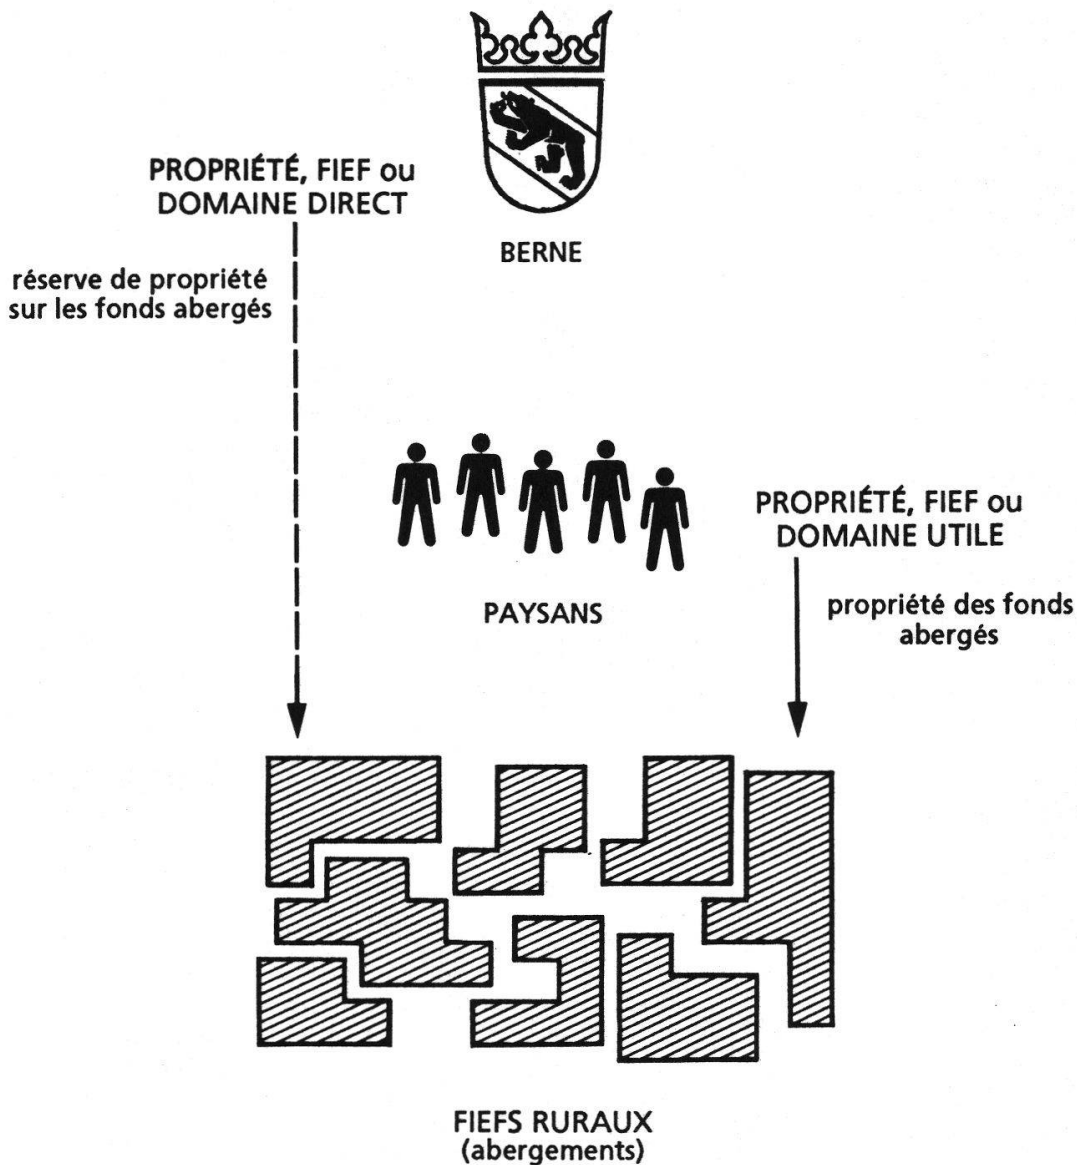 PROPRIÉTÉ, FIEF ou
DOMAINE DIRECT
réserve de propriété
sur les fonds abergés
BERNE
PAYSANS
PROPRIÉTÉ, FIEF ou
DOMAINE UTILE
propriété des fonds
abergés
FIEFS RURAUX
(abergements)